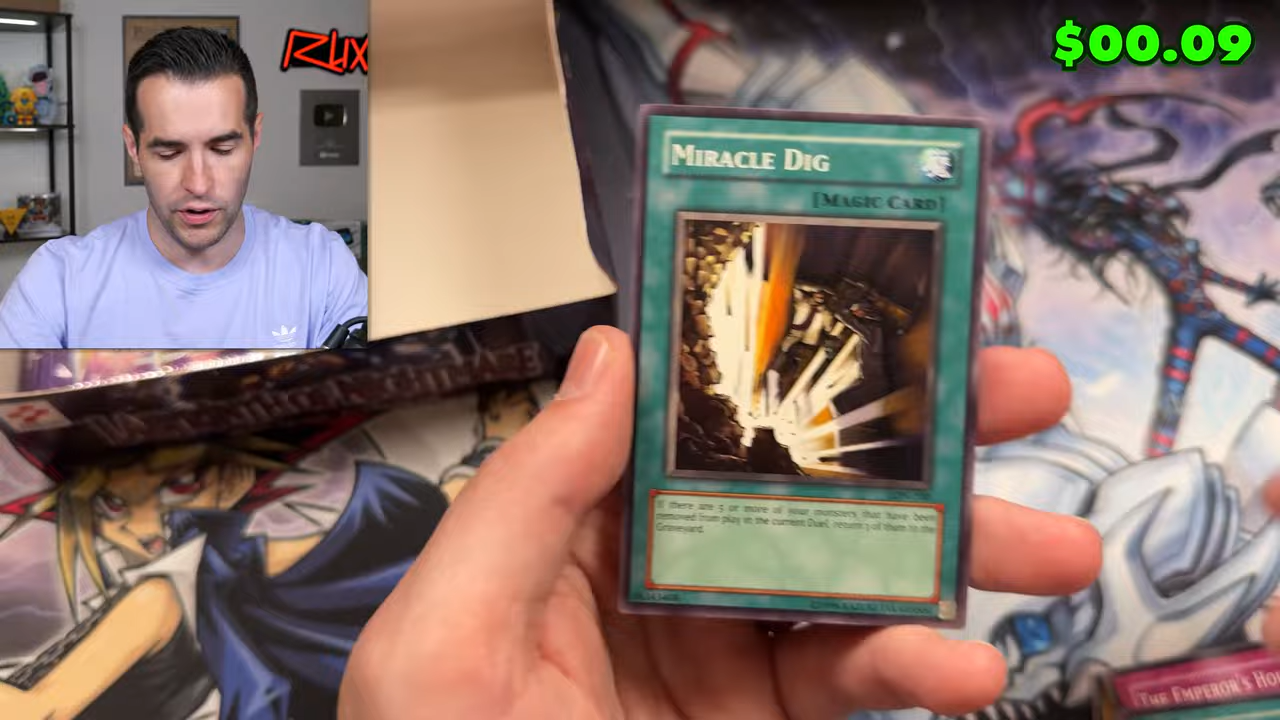 $00.09
MIRACLE DIG
[MAGIC CARD]
If there are 5 or more of your monsters that have been
removed from play in the current Duel, return 3 of them to the
Graveyard.
THE EMPEROR'S HO